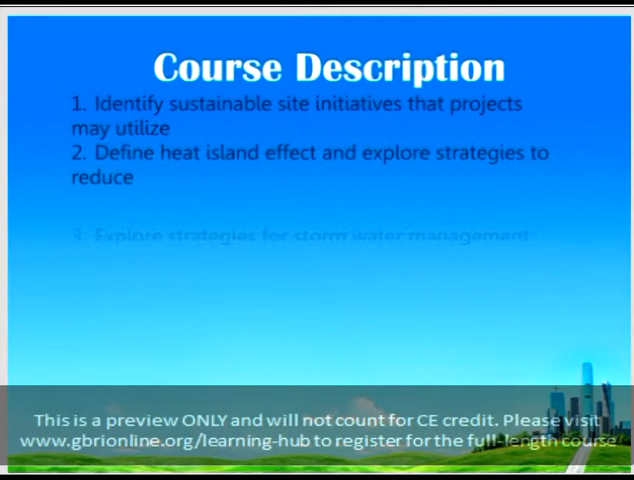 Course Description
1. Identify sustainable site initiatives that projects
may utilize
2. Define heat island effect and explore strategies to
reduce
3. Explore strategies for storm water management
This is a preview ONLY and will not count for CE credit. Please visit
www.gbrionline.org/learning-hub to register for the full-length course